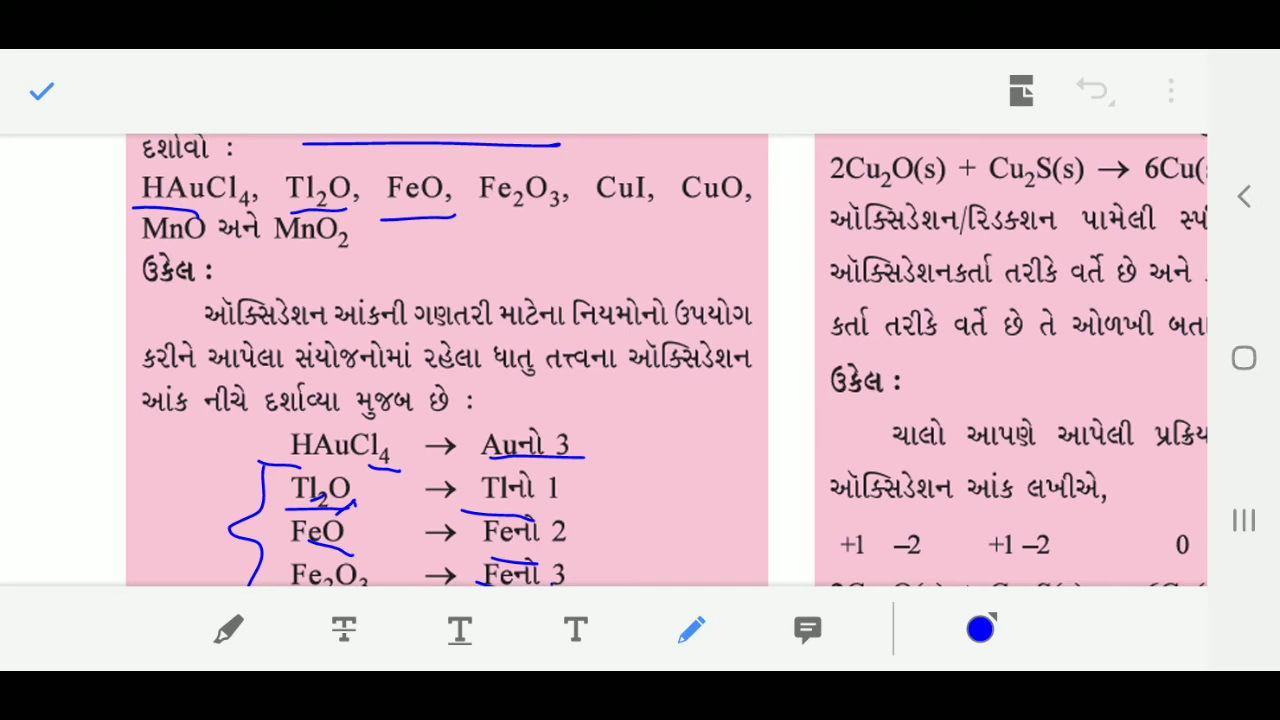 દર્શાવો :
HAuCl4, Tl2O, FeO, Fe2O3, CuI, CuO,
MnO અને MnO2
ઉકેલ :
ઑક્સિડેશન આંકની ગણતરી માટેના નિયમોનો ઉપયોગ
કરીને આપેલા સંયોજનોમાં રહેલા ધાતુ તત્ત્વના ઑક્સિડેશન
આંક નીચે દર્શાવ્યા મુજબ છે :
HAuCl4 → Auનો 3
Tl2O → Tlનો 1
FeO → Feનો 2
Fe2O3 → Feનો 3
2Cu2O(s) + Cu2S(s) → 6Cu(s
ઑક્સિડેશન/રિડક્શન પામેલી સ્પી
ઑક્સિડેશનકર્તા તરીકે વર્તે છે અને
કર્તા તરીકે વર્તે છે તે ઓળખી બતા
ઉકેલ :
ચાલો આપણે આપેલી પ્રક્રિય
ઑક્સિડેશન આંક લખીએ,
+1 –2 +1 –2 0
T T T